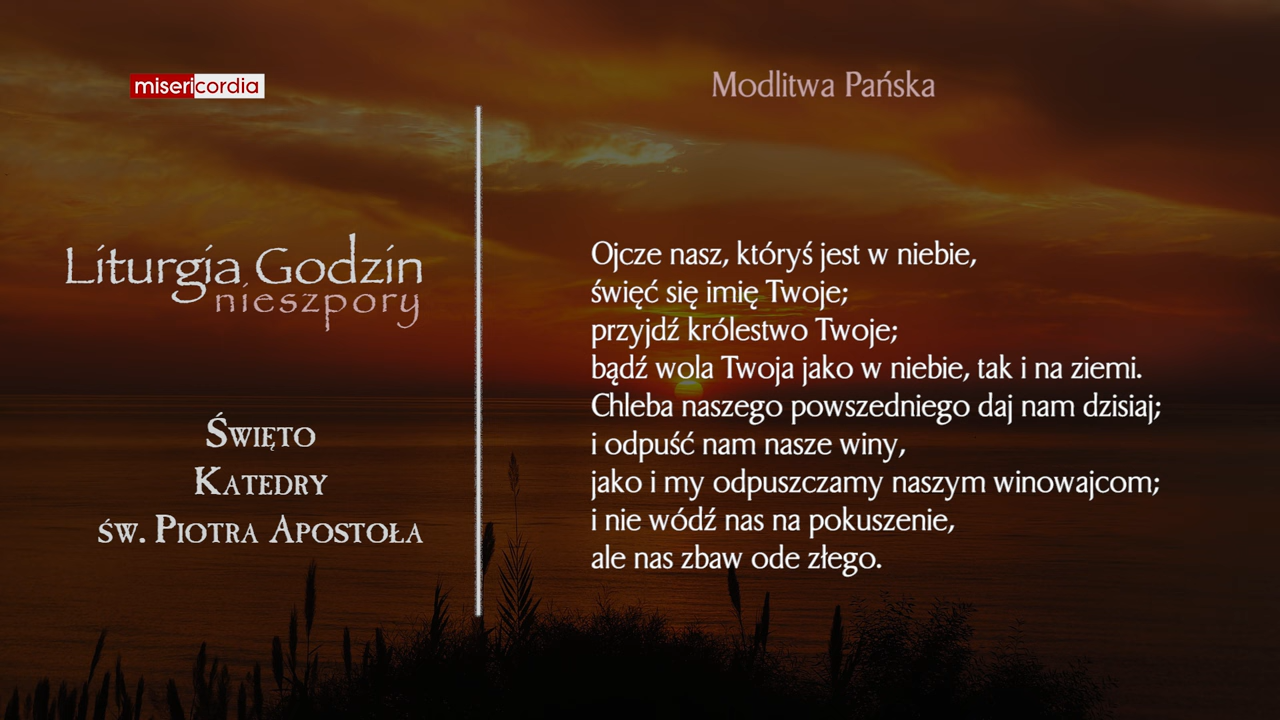 misericordia
Liturgia Godzin
nieszpory
Święto
Katedry
św. Piotra Apostoła
Modlitwa Pańska
Ojcze nasz, któryś jest w niebie,
święć się imię Twoje;
przyjdź królestwo Twoje;
bądź wola Twoja jako w niebie, tak i na ziemi.
Chleba naszego powszedniego daj nam dzisiaj;
i odpuść nam nasze winy,
jako i my odpuszczamy naszym winowajcom;
i nie wódź nas na pokuszenie,
ale nas zbaw ode złego.